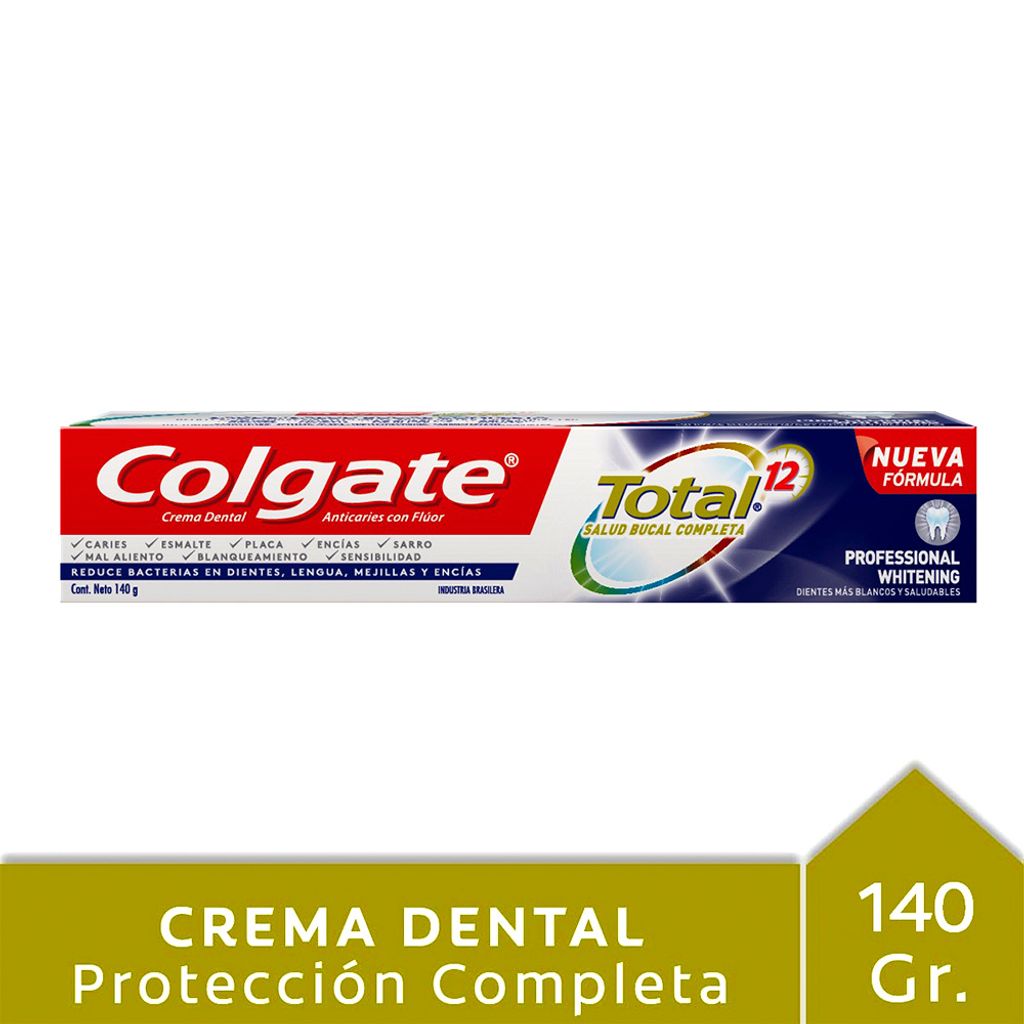 Colgate®
Crema Dental Anticaries con Flúor
✓CARIES ✓ESMALTE ✓PLACA ✓ENCÍAS ✓SARRO
✓MAL ALIENTO ✓BLANQUEAMIENTO ✓SENSIBILIDAD
REDUCE BACTERIAS EN DIENTES, LENGUA, MEJILLAS Y ENCÍAS
Cont. Neto 140 g INDUSTRIA BRASILERA
Total® 12
SALUD BUCAL COMPLETA
NUEVA
FÓRMULA
PROFESSIONAL
WHITENING
DIENTES MÁS BLANCOS Y SALUDABLES
CREMA DENTAL
Protección Completa
140
Gr.